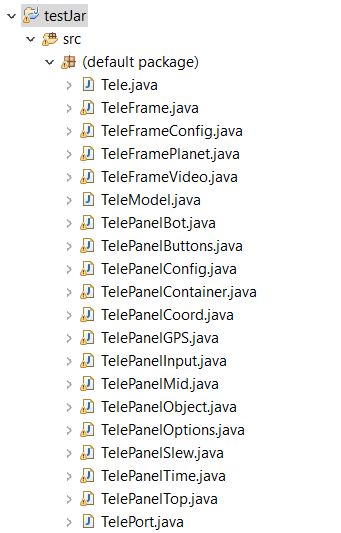 testJar
src
(default package)
Tele.java
TeleFrame.java
TeleFrameConfig.java
TeleFramePlanet.java
TeleFrameVideo.java
TeleModel.java
TelePanelBot.java
TelePanelButtons.java
TelePanelConfig.java
TelePanelContainer.java
TelePanelCoord.java
TelePanelGPS.java
TelePanelInput.java
TelePanelMid.java
TelePanelObject.java
TelePanelOptions.java
TelePanelSlew.java
TelePanelTime.java
TelePanelTop.java
TelePort.java